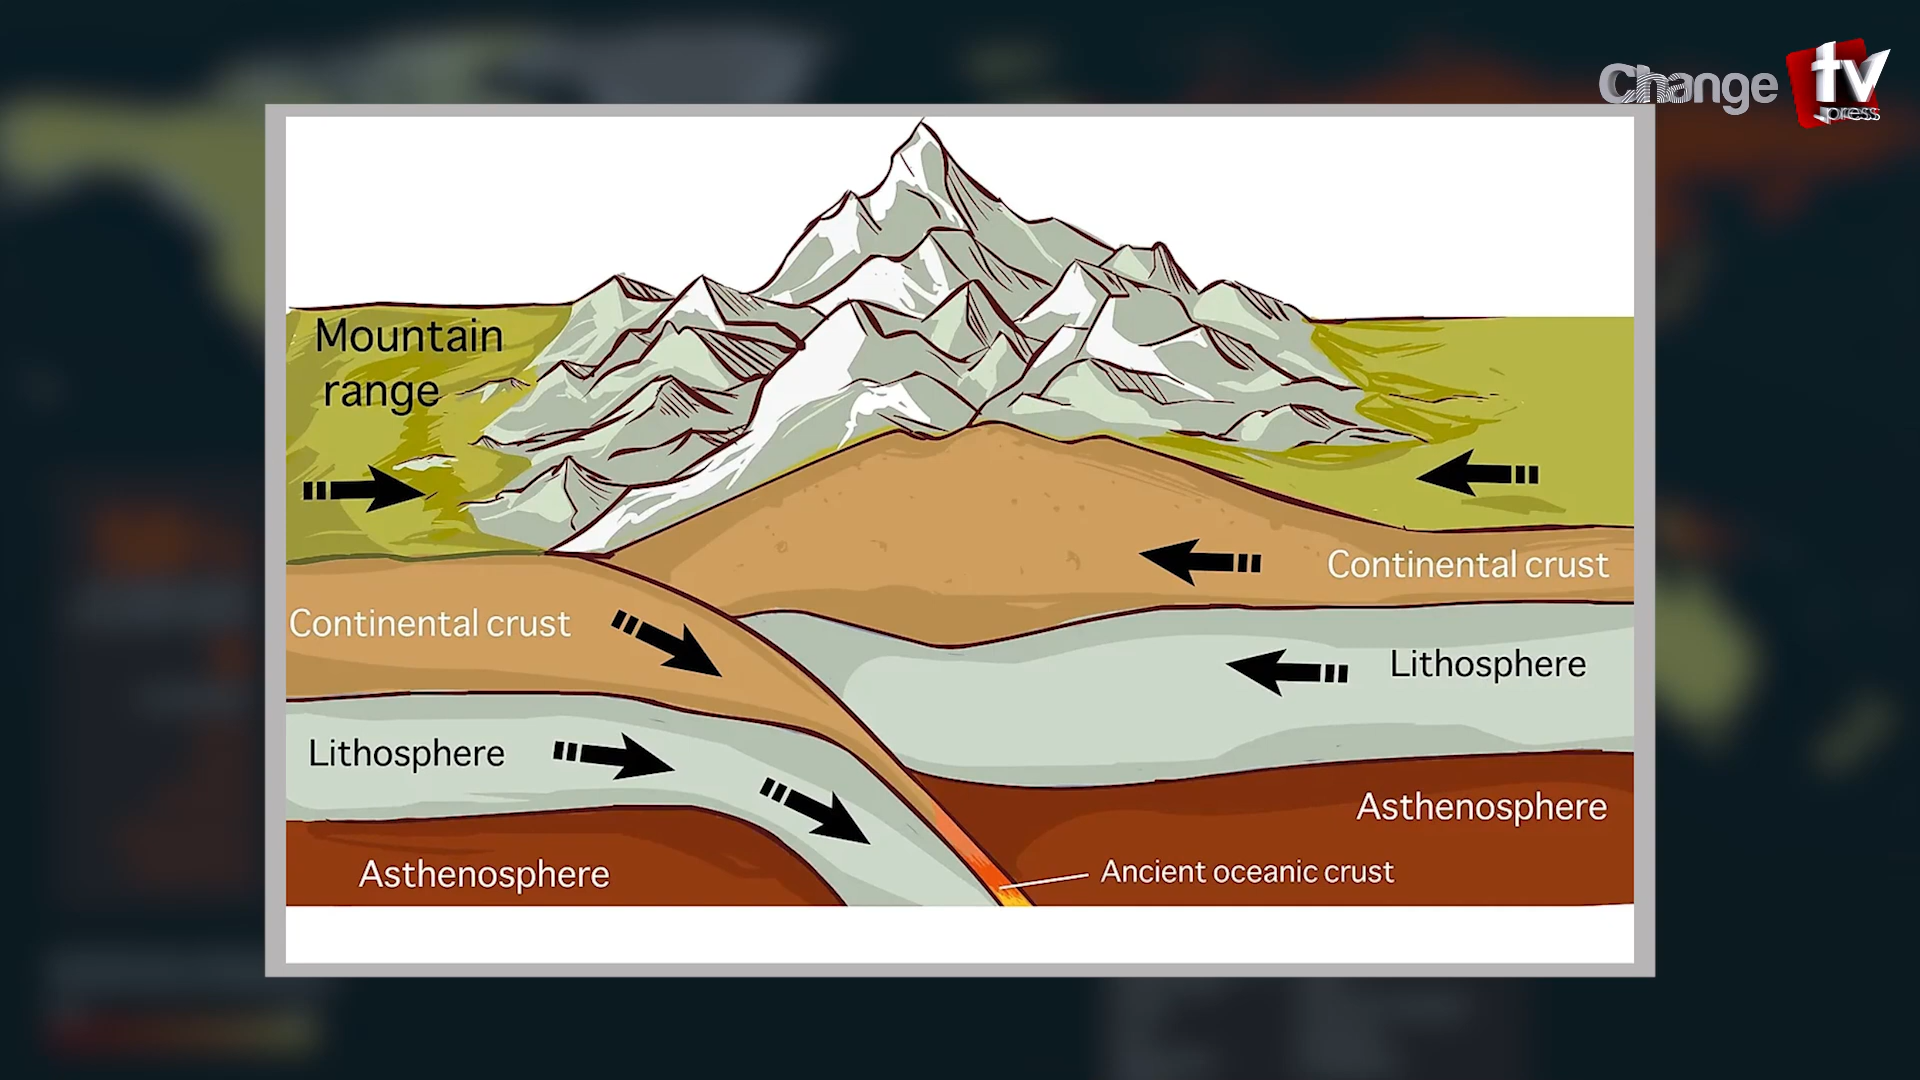 Change tv
press
Mountain
range
Continental crust
Continental crust
Lithosphere
Lithosphere
Asthenosphere
Ancient oceanic crust
Asthenosphere